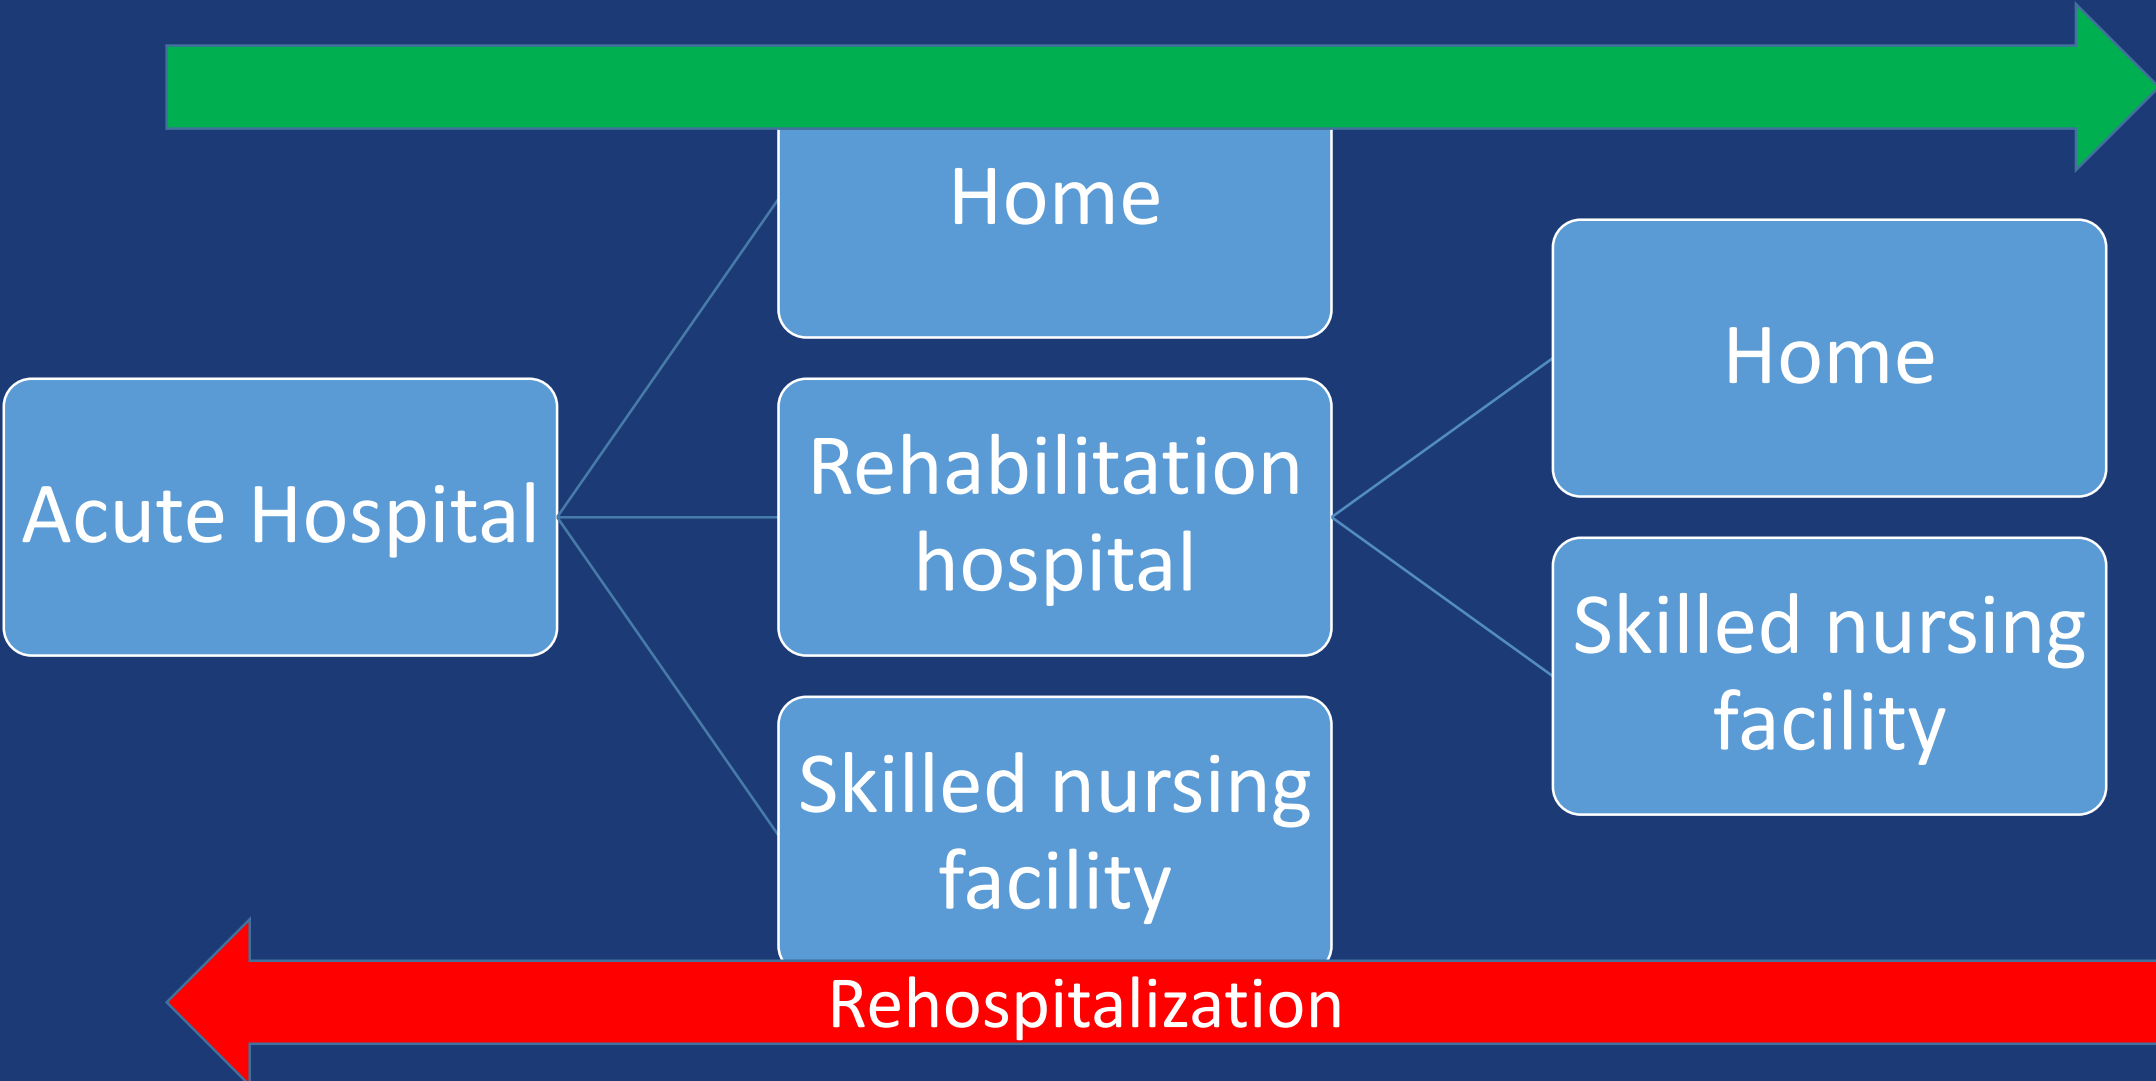 Home
Home
Acute Hospital
Rehabilitation
hospital
Skilled nursing
facility
Skilled nursing
facility
Rehospitalization